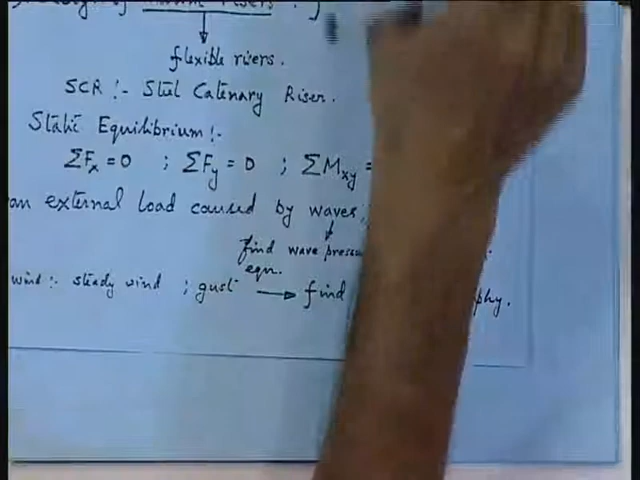 flexible risers.
SCR :- Steel Catenary Riser.
Static Equilibrium :-
ΣFx = 0 ; ΣFy = 0 ; ΣMxy =
an external load caused by waves,
find wave pressu
eqn.
wind :- steady wind ; gust → find phy.